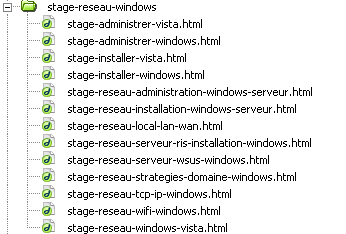 stage-reseau-windows
stage-administrer-vista.html
stage-administrer-windows.html
stage-installer-vista.html
stage-installer-windows.html
stage-reseau-administration-windows-serveur.html
stage-reseau-installation-windows-serveur.html
stage-reseau-local-lan-wan.html
stage-reseau-serveur-ris-installation-windows.html
stage-reseau-serveur-wsus-windows.html
stage-reseau-strategies-domaine-windows.html
stage-reseau-tcp-ip-windows.html
stage-reseau-wifi-windows.html
stage-reseau-windows-vista.html